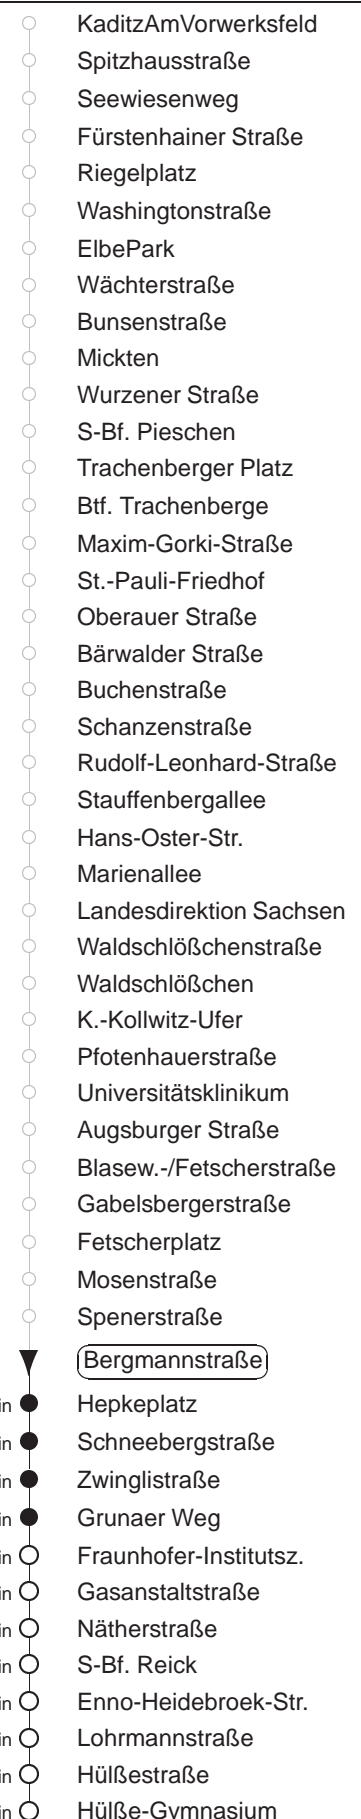 KaditzAmVorwerksfeld
Spitzhausstraße
Seewiesenweg
Fürstenhainer Straße
Riegelplatz
Washingtonstraße
ElbePark
Wächterstraße
Bunsenstraße
Mickten
Wurzener Straße
S-Bf. Pieschen
Trachenberger Platz
Btf. Trachenberge
Maxim-Gorki-Straße
St.-Pauli-Friedhof
Oberauer Straße
Bärwalder Straße
Buchenstraße
Schanzenstraße
Rudolf-Leonhard-Straße
Stauffenbergallee
Hans-Oster-Str.
Marienallee
Landesdirektion Sachsen
Waldschlößchenstraße
Waldschlößchen
K.-Kollwitz-Ufer
Pfotenhauerstraße
Universitätsklinikum
Augsburger Straße
Blasew.-/Fetscherstraße
Gabelsbergerstraße
Fetscherplatz
Mosenstraße
Spenerstraße
Bergmannstraße
in Hepkeplatz
in Schneebergstraße
in Zwinglistraße
in Grunaer Weg
in Fraunhofer-Institutsz.
in Gasanstaltstraße
in Nätherstraße
in S-Bf. Reick
in Enno-Heidebroek-Str.
in Lohrmannstraße
in Hülßestraße
in Hülße-Gymnasium